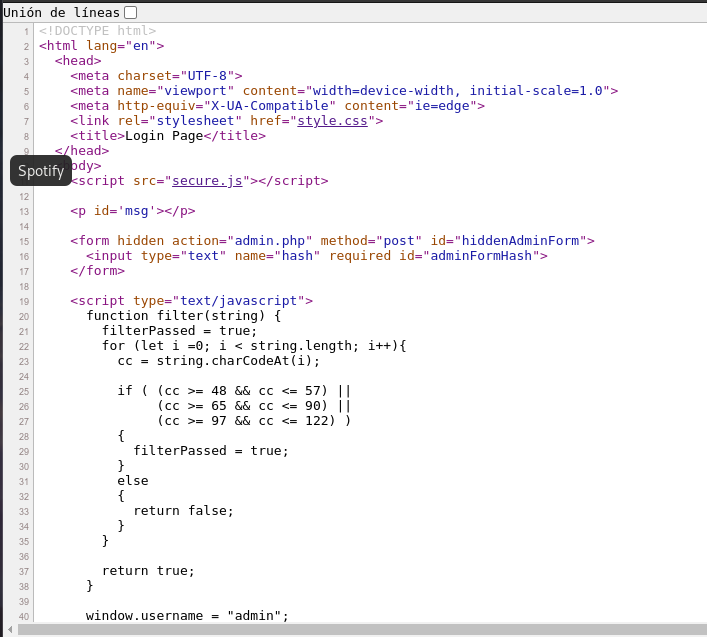 Unión de líneas
1 <!DOCTYPE html>
2 <html lang="en">
3   <head>
4     <meta charset="UTF-8">
5     <meta name="viewport" content="width=device-width, initial-scale=1.0">
6     <meta http-equiv="X-UA-Compatible" content="ie=edge">
7     <link rel="stylesheet" href="style.css">
8     <title>Login Page</title>
9   </head>
Spotify
body>
<script src="secure.js"></script>
12
13     <p id='msg'></p>
14
15     <form hidden action="admin.php" method="post" id="hiddenAdminForm">
16       <input type="text" name="hash" required id="adminFormHash">
17     </form>
18
19     <script type="text/javascript">
20       function filter(string) {
21         filterPassed = true;
22         for (let i =0; i < string.length; i++){
23           cc = string.charCodeAt(i);
24
25           if ( (cc >= 48 && cc <= 57) ||
26                (cc >= 65 && cc <= 90) ||
27                (cc >= 97 && cc <= 122) )
28           {
29             filterPassed = true;
30           }
31           else
32           {
33             return false;
34           }
35         }
36
37         return true;
38       }
39
40       window.username = "admin";